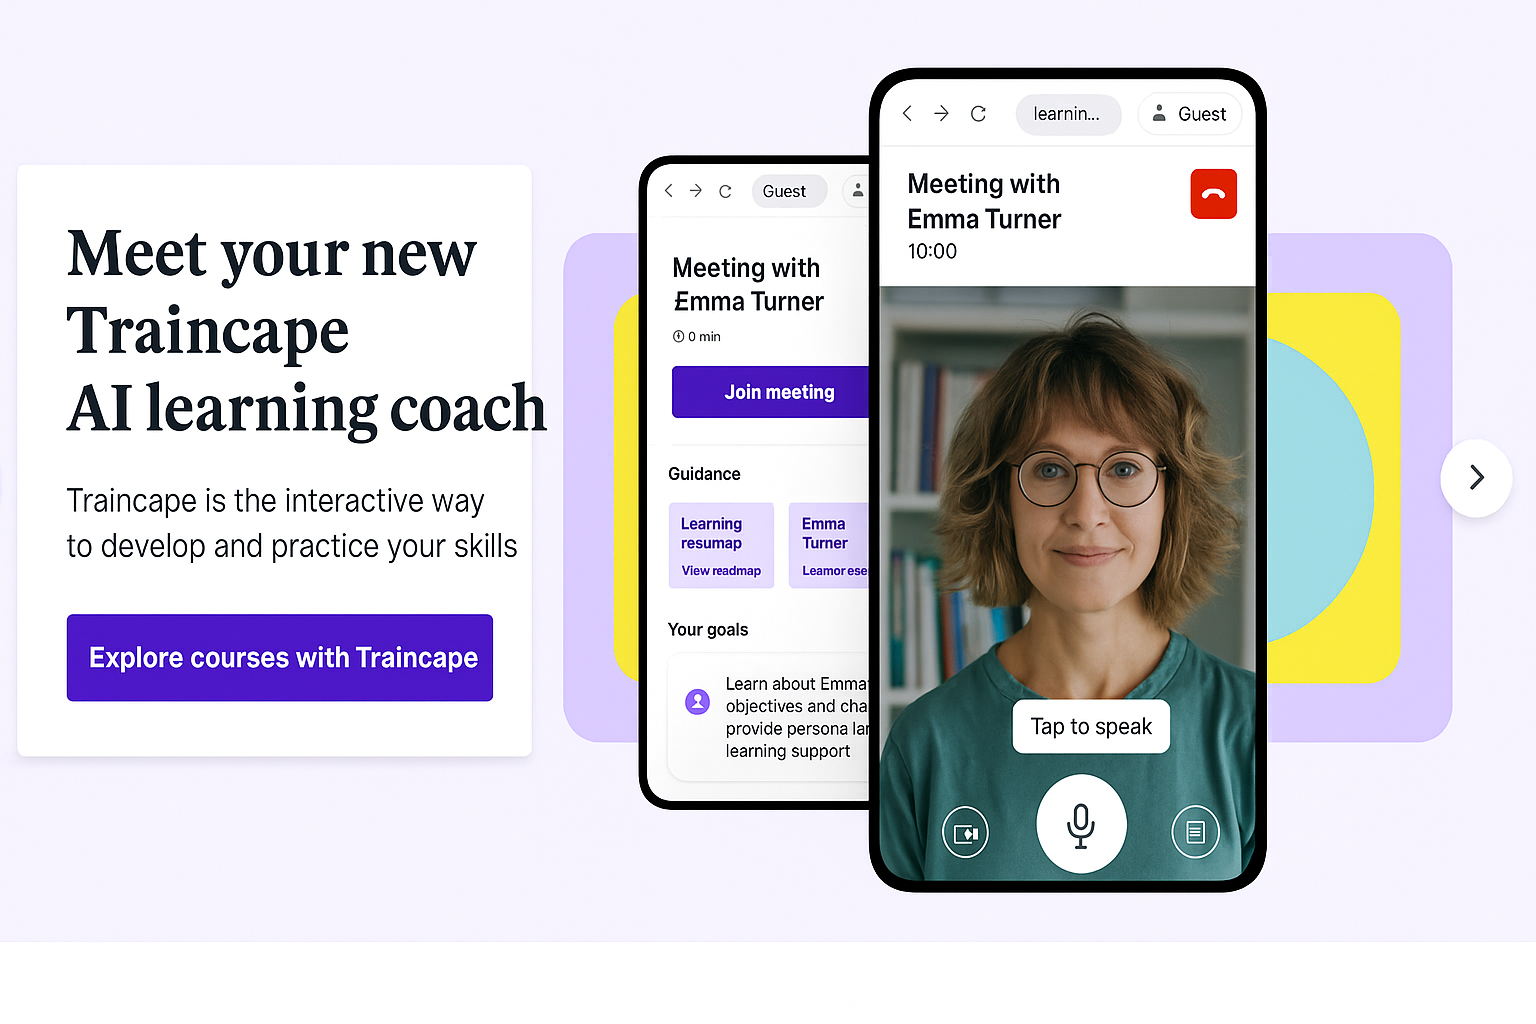 Meet your new
Traincape
AI learning coach
Traincape is the interactive way
to develop and practice your skills
Explore courses with Traincape
Guest
Meeting with
Emma Turner
0 min
Join meeting
Guidance
Learning
resumap
View readmap
Emma
Turner
Leamor eser
Your goals
Learn about Emma'
objectives and cha
provide persona lar
learning support
learnin...
Guest
Meeting with
Emma Turner
10:00
Tap to speak